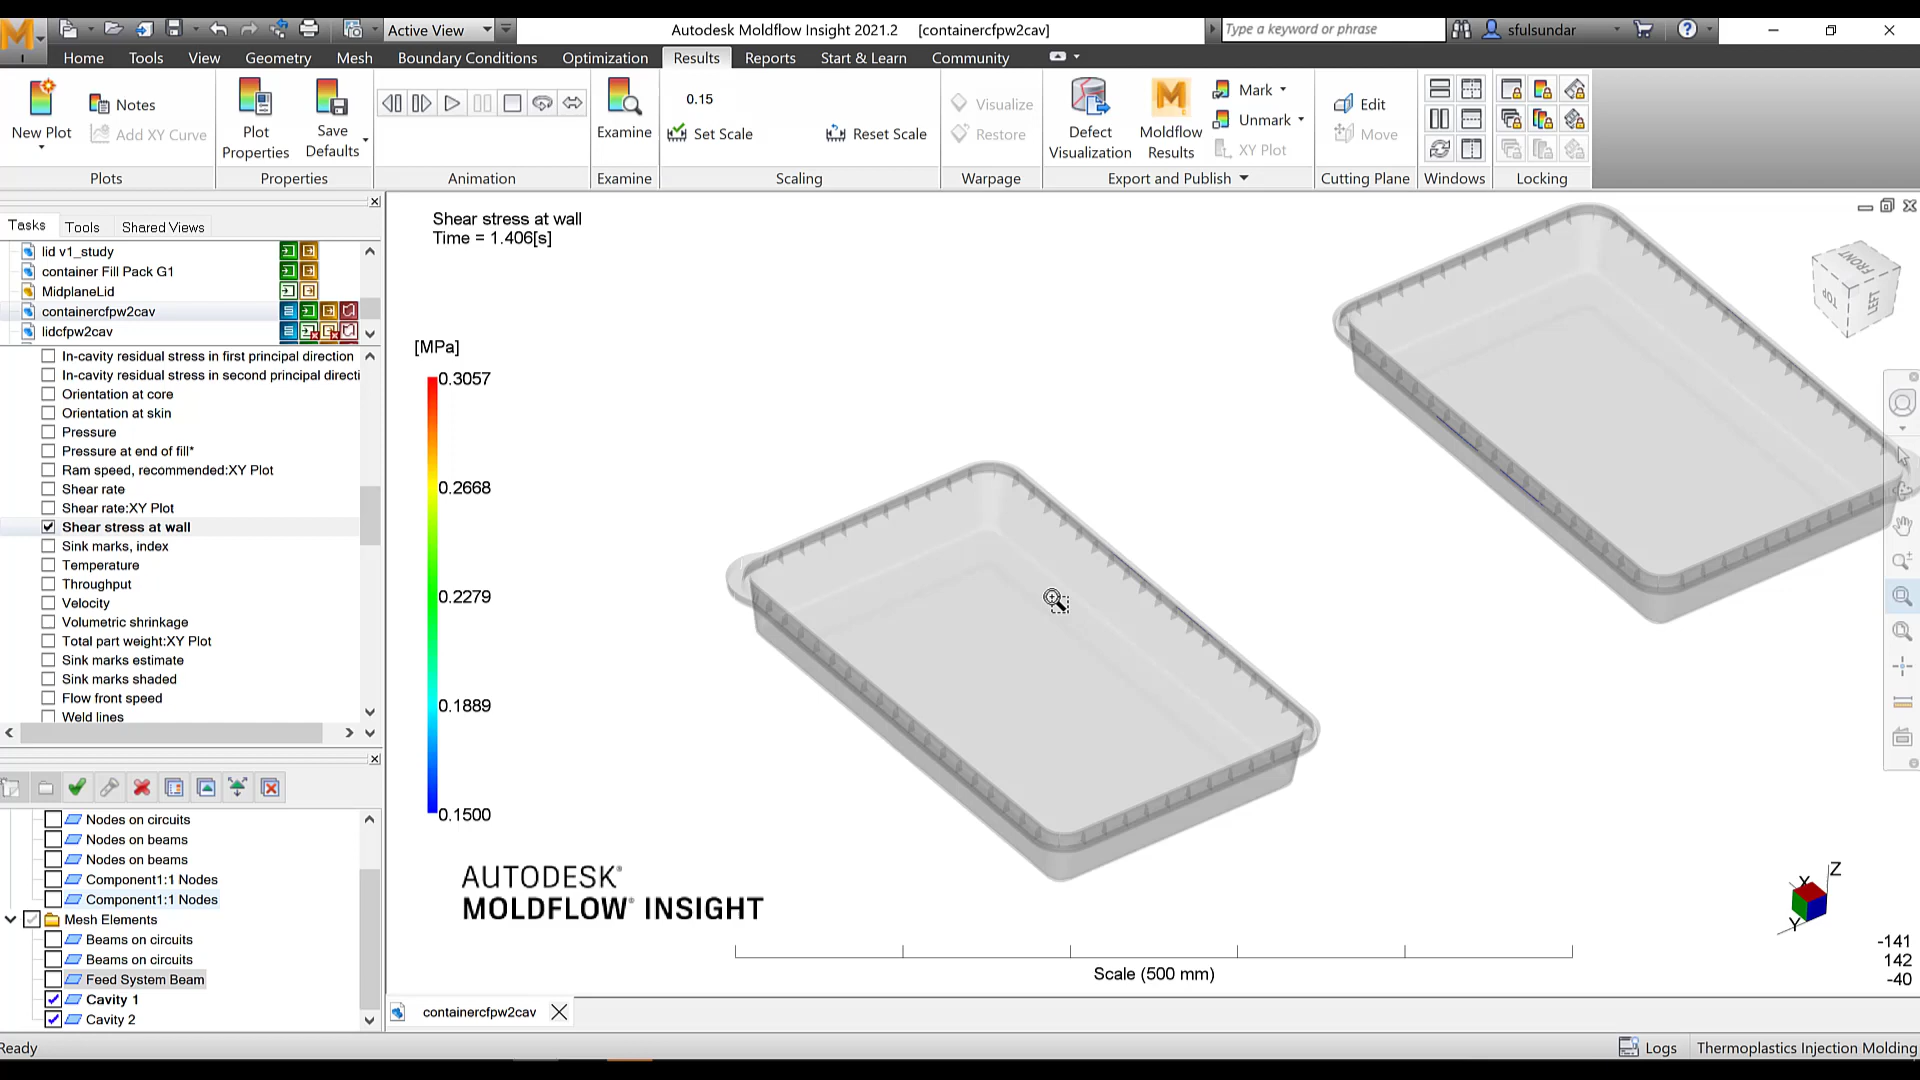 Active View
Autodesk Moldflow Insight 2021.2 [containercfpw2cav]
Type a keyword or phrase
sfulsundar
Home Tools View Geometry Mesh Boundary Conditions Optimization Results Reports Start & Learn Community
New Plot
Notes
Add XY Curve
Plots
Plot Properties
Save Defaults
Properties
Animation
Examine
Examine
0.15
Set Scale
Reset Scale
Scaling
Visualize
Restore
Warpage
Defect Visualization
Moldflow Results
Mark
Unmark
XY Plot
Export and Publish
Edit
Move
Cutting Plane
Windows
Locking
Tasks Tools Shared Views
lid v1_study
container Fill Pack G1
MidplaneLid
containercfpw2cav
lidcfpw2cav
In-cavity residual stress in first principal direction
In-cavity residual stress in second principal directi
Orientation at core
Orientation at skin
Pressure
Pressure at end of fill*
Ram speed, recommended:XY Plot
Shear rate
Shear rate:XY Plot
Shear stress at wall
Sink marks, index
Temperature
Throughput
Velocity
Volumetric shrinkage
Total part weight:XY Plot
Sink marks estimate
Sink marks shaded
Flow front speed
Weld lines
Nodes on circuits
Nodes on beams
Nodes on beams
Component1:1 Nodes
Component1:1 Nodes
Mesh Elements
Beams on circuits
Beams on circuits
Feed System Beam
Cavity 1
Cavity 2
Shear stress at wall
Time = 1.406[s]
[MPa]
0.3057
0.2668
0.2279
0.1889
0.1500
AUTODESK®
MOLDFLOW® INSIGHT
Scale (500 mm)
FRONT
TOP
LEFT
Z
X
Y
-141
142
-40
containercfpw2cav
Ready
Logs
Thermoplastics Injection Molding